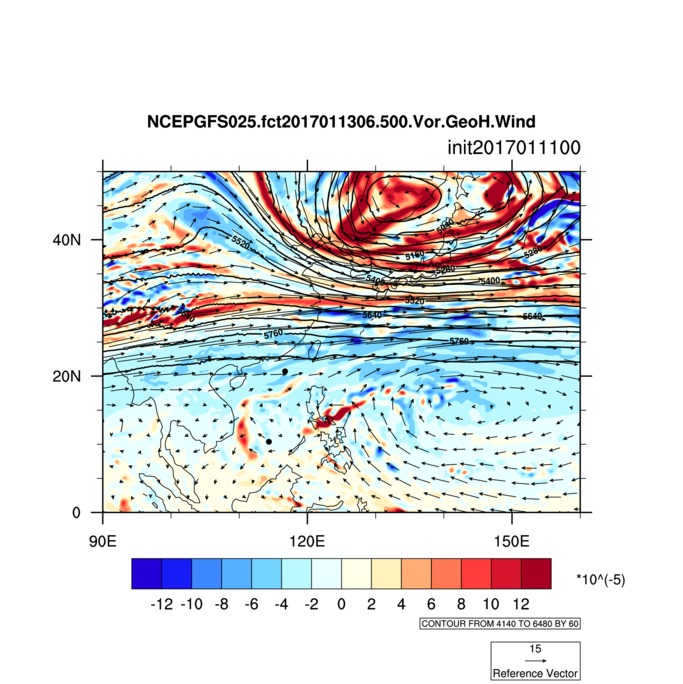 NCEPGFS025.fct2017011306.500.Vor.GeoH.Wind
init2017011100
40N
20N
0
90E 120E 150E
5520
5400
5280
5280
5400
5520
5640
5640
5760
5760
-12 -10 -8 -6 -4 -2 0 2 4 6 8 10 12
*10^(-5)
CONTOUR FROM 4140 TO 6480 BY 60
15
Reference Vector